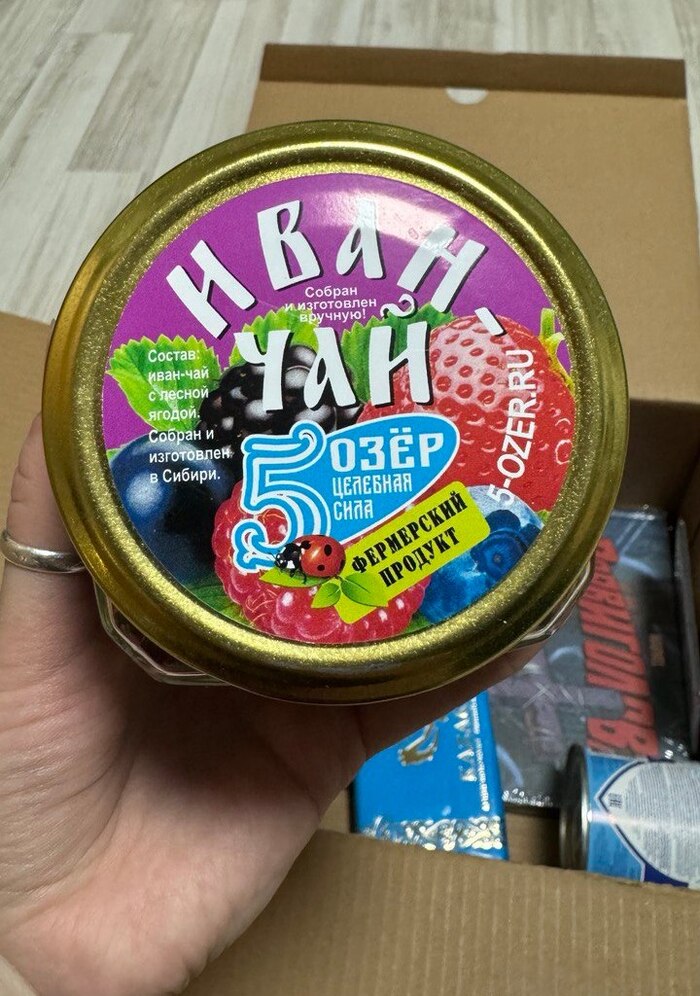 ИВАН-
Собран
и изготовлен
вручную!
ЧАЙ
Состав:
иван-чай
с лесной
ягодой.
Собран и
изготовлен
в Сибири.
5 ОЗЁР
ЦЕЛЕБНАЯ
СИЛА
ФЕРМЕРСКИЙ
ПРОДУКТ
5-OZER.RU